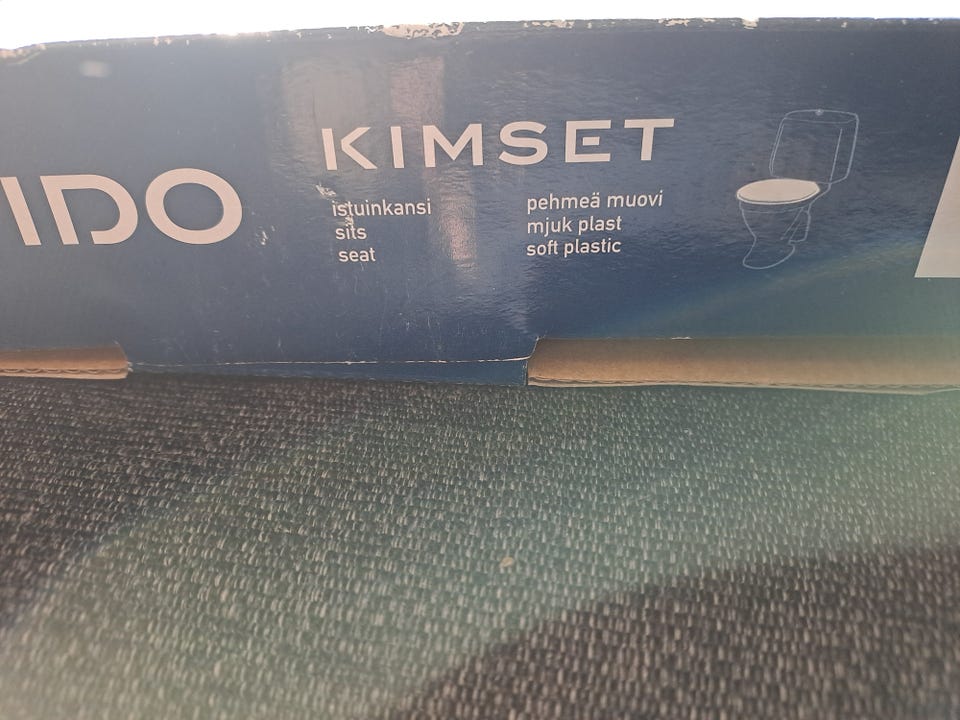 IDO
KIMSET
istuinkansi
sits
seat
pehmeä muovi
mjuk plast
soft plastic